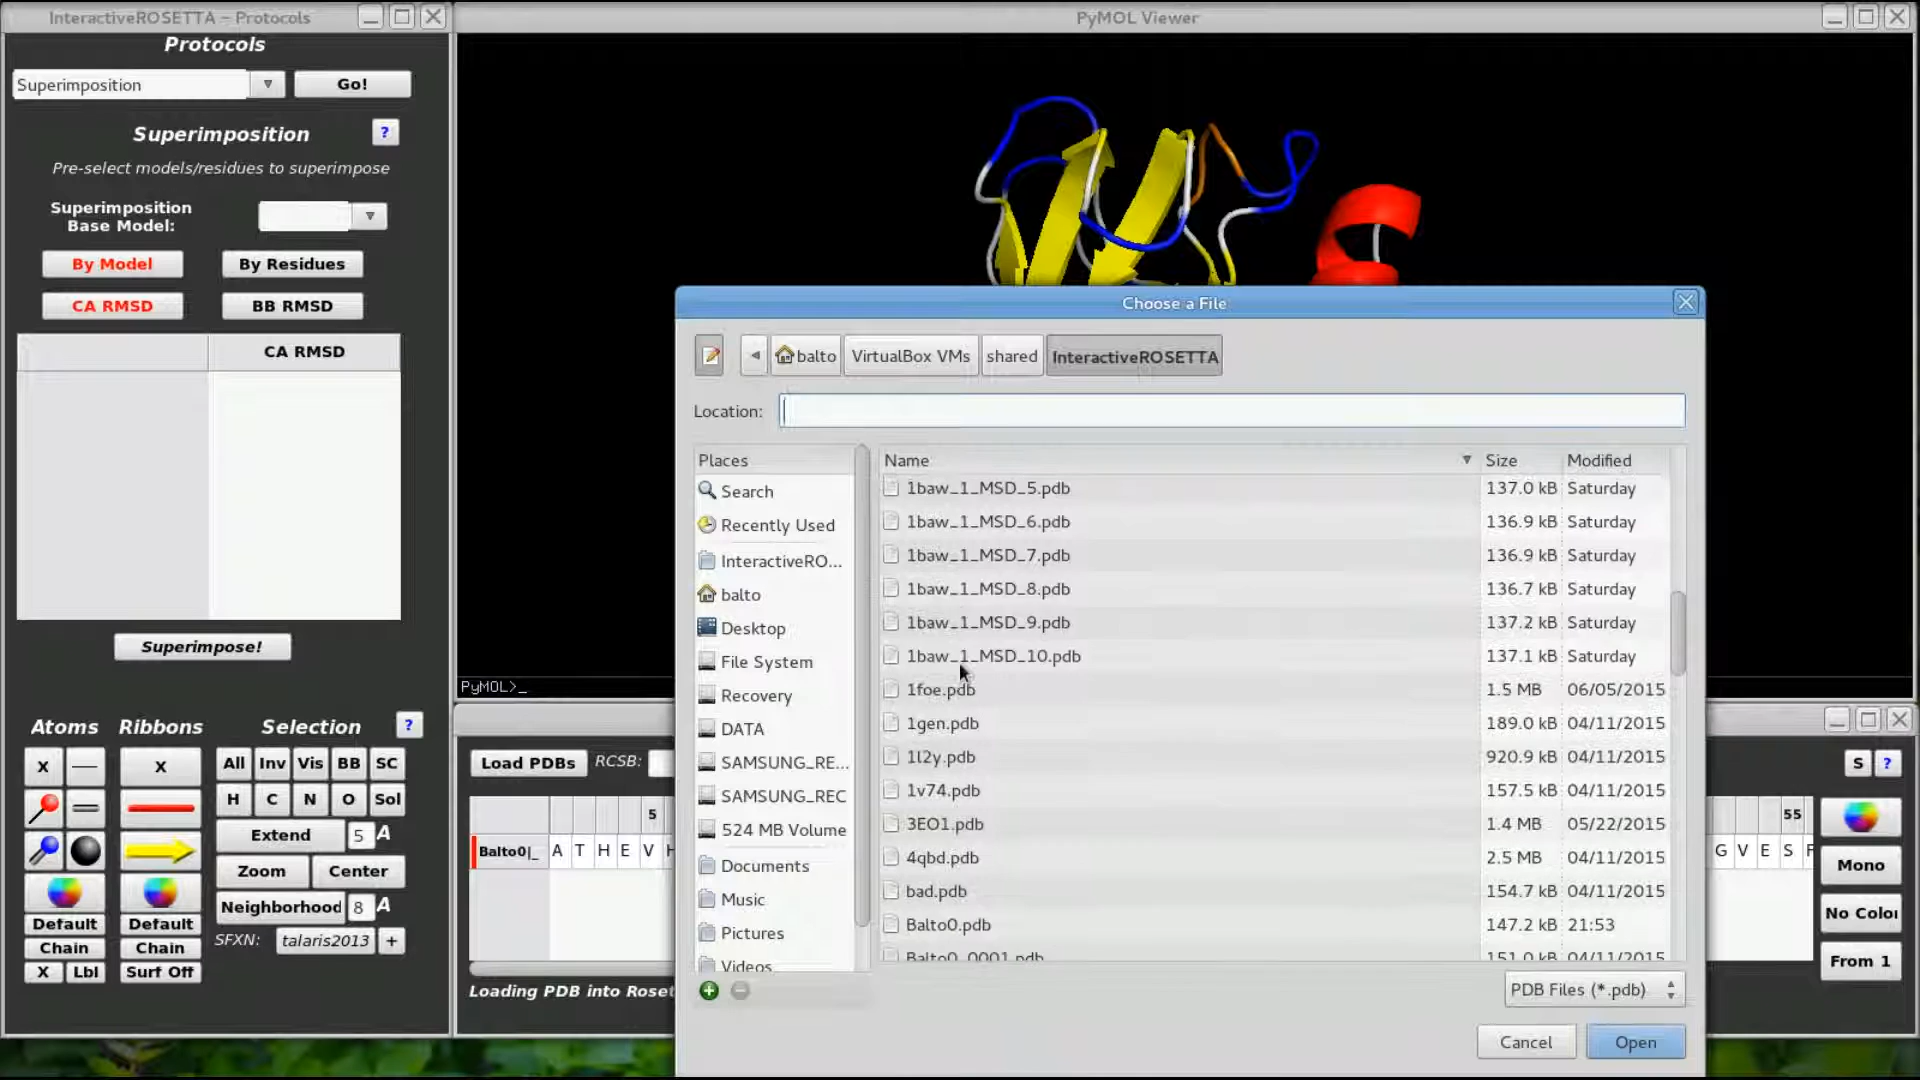 InteractiveROSETTA – Protocols
PyMOL Viewer
Protocols
Superimposition
Go!
Superimposition
?
Pre-select models/residues to superimpose
Superimposition
Base Model:
By Model
By Residues
CA RMSD
BB RMSD
CA RMSD
Superimpose!
PyMOL>_
Choose a File
balto
VirtualBox VMs
shared
InteractiveROSETTA
Location:
Places
Search
Recently Used
InteractiveRO...
balto
Desktop
File System
Recovery
DATA
SAMSUNG_RE...
SAMSUNG_REC
524 MB Volume
Documents
Music
Pictures
Videos
Name Size Modified
1baw_1_MSD_5.pdb 137.0 kB Saturday
1baw_1_MSD_6.pdb 136.9 kB Saturday
1baw_1_MSD_7.pdb 136.9 kB Saturday
1baw_1_MSD_8.pdb 136.7 kB Saturday
1baw_1_MSD_9.pdb 137.2 kB Saturday
1baw_1_MSD_10.pdb 137.1 kB Saturday
1foe.pdb 1.5 MB 06/05/2015
1gen.pdb 189.0 kB 04/11/2015
1l2y.pdb 920.9 kB 04/11/2015
1v74.pdb 157.5 kB 04/11/2015
3EO1.pdb 1.4 MB 05/22/2015
4qbd.pdb 2.5 MB 04/11/2015
bad.pdb 154.7 kB 04/11/2015
Balto0.pdb 147.2 kB 21:53
Balto0_0001.pdb 151.0 kB 04/11/2015
PDB Files (*.pdb)
Cancel
Open
Atoms Ribbons Selection ?
X X All Inv Vis BB SC
H C N O Sol
Extend 5 A
Zoom Center
Neighborhood 8 A
Default Default
SFXN: talaris2013 +
Chain Chain
X Lbl Surf Off
Load PDBs RCSB:
S ?
5
55
Balto0|_ A T H E V H
G V E S F
Mono
No Color
From 1
Loading PDB into Roset